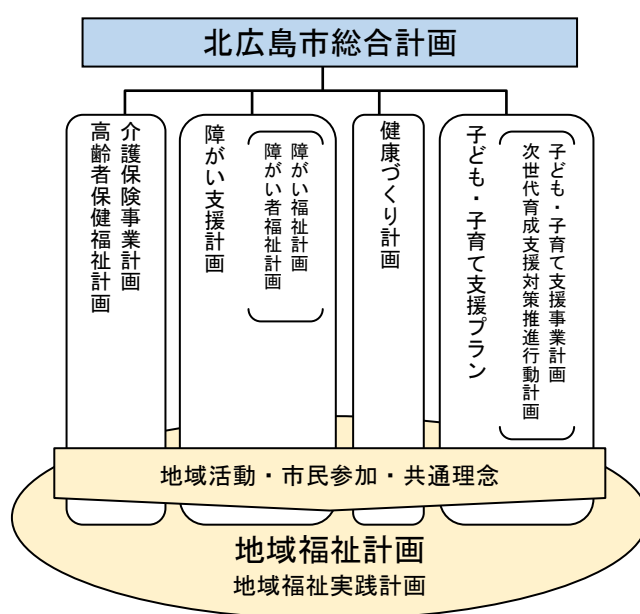 北広島市総合計画
介護保険事業計画
高齢者保健福祉計画
障がい支援計画
障がい福祉計画
障がい者福祉計画
健康づくり計画
子ども・子育て支援プラン
子ども・子育て支援事業計画
次世代育成支援対策推進行動計画
地域活動・市民参加・共通理念
地域福祉計画
地域福祉実践計画